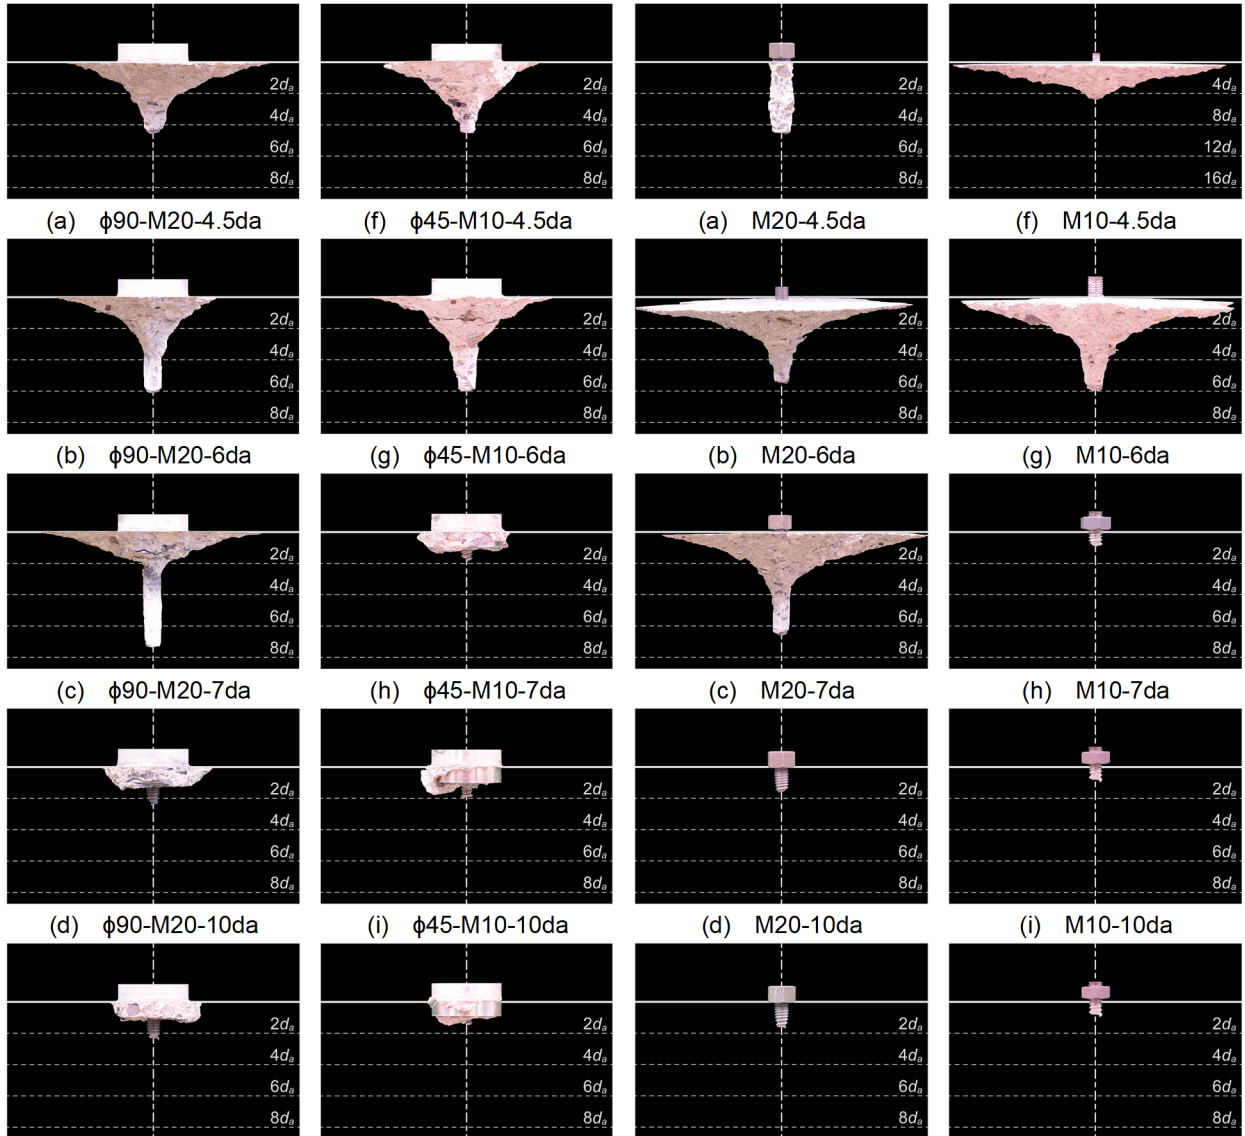 2da 2da 2da 4da
4da 4da 4da 8da
6da 6da 6da 12da
8da 8da 8da 16da
(a) ϕ90-M20-4.5da (f) ϕ45-M10-4.5da (a) M20-4.5da (f) M10-4.5da
2da 2da 2da 2da
4da 4da 4da 4da
6da 6da 6da 6da
8da 8da 8da 8da
(b) ϕ90-M20-6da (g) ϕ45-M10-6da (b) M20-6da (g) M10-6da
2da 2da 2da 2da
4da 4da 4da 4da
6da 6da 6da 6da
8da 8da 8da 8da
(c) ϕ90-M20-7da (h) ϕ45-M10-7da (c) M20-7da (h) M10-7da
2da 2da 2da 2da
4da 4da 4da 4da
6da 6da 6da 6da
8da 8da 8da 8da
(d) ϕ90-M20-10da (i) ϕ45-M10-10da (d) M20-10da (i) M10-10da
2da 2da 2da 2da
4da 4da 4da 4da
6da 6da 6da 6da
8da 8da 8da 8da